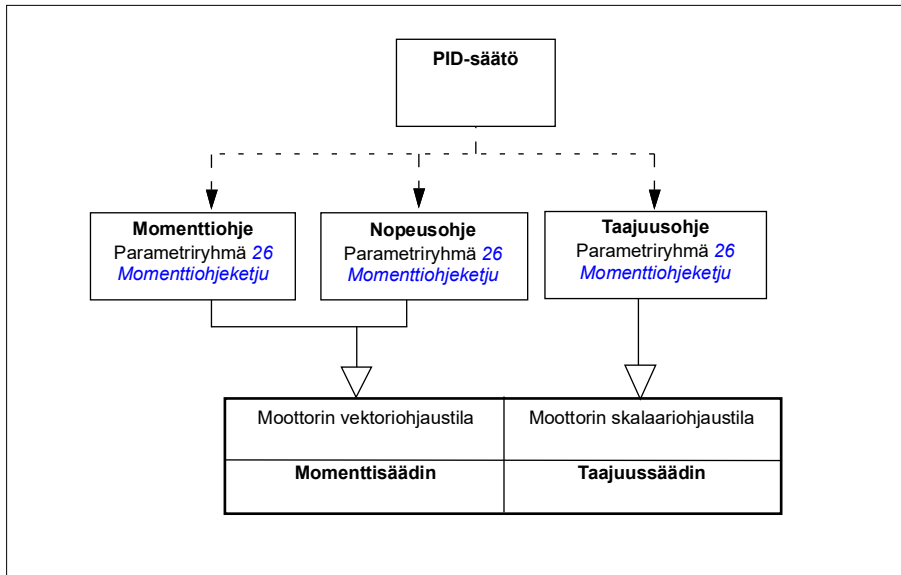 PID-säätö
Momenttiohje
Parametriryhmä 26
Momenttiohjeketju
Nopeusohje
Parametriryhmä 26
Momenttiohjeketju
Taajuusohje
Parametriryhmä 26
Momenttiohjeketju
Moottorin vektoriohjaustila
Moottorin skalaariohjaustila
Momenttisäädin
Taajuussäädin